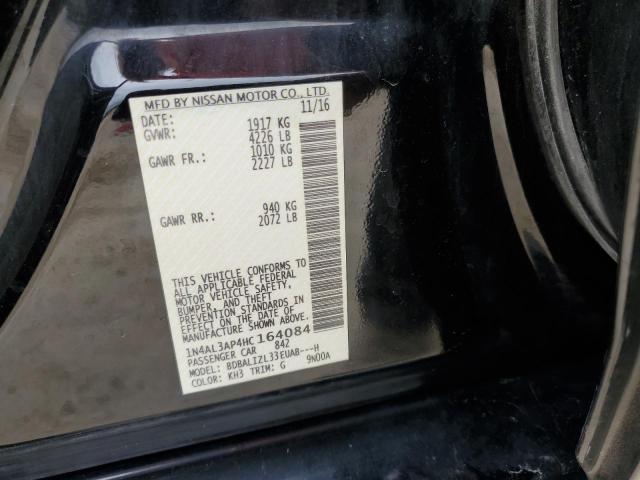 MFD BY NISSAN MOTOR CO., LTD.
DATE: 11/16
GVWR: 1917 KG
4226 LB
GAWR FR.: 1010 KG
2227 LB
GAWR RR.: 940 KG
2072 LB
THIS VEHICLE CONFORMS TO
ALL APPLICABLE FEDERAL
MOTOR VEHICLE SAFETY,
BUMPER, AND THEFT
PREVENTION STANDARDS IN
EFFECT ON THE DATE OF
MANUFACTURE SHOWN ABOVE.
1N4AL3AP4HC164084
PASSENGER CAR 842
MODEL: BDBALIZL33EUAB---H
COLOR: KH3 TRIM: G 9N00A